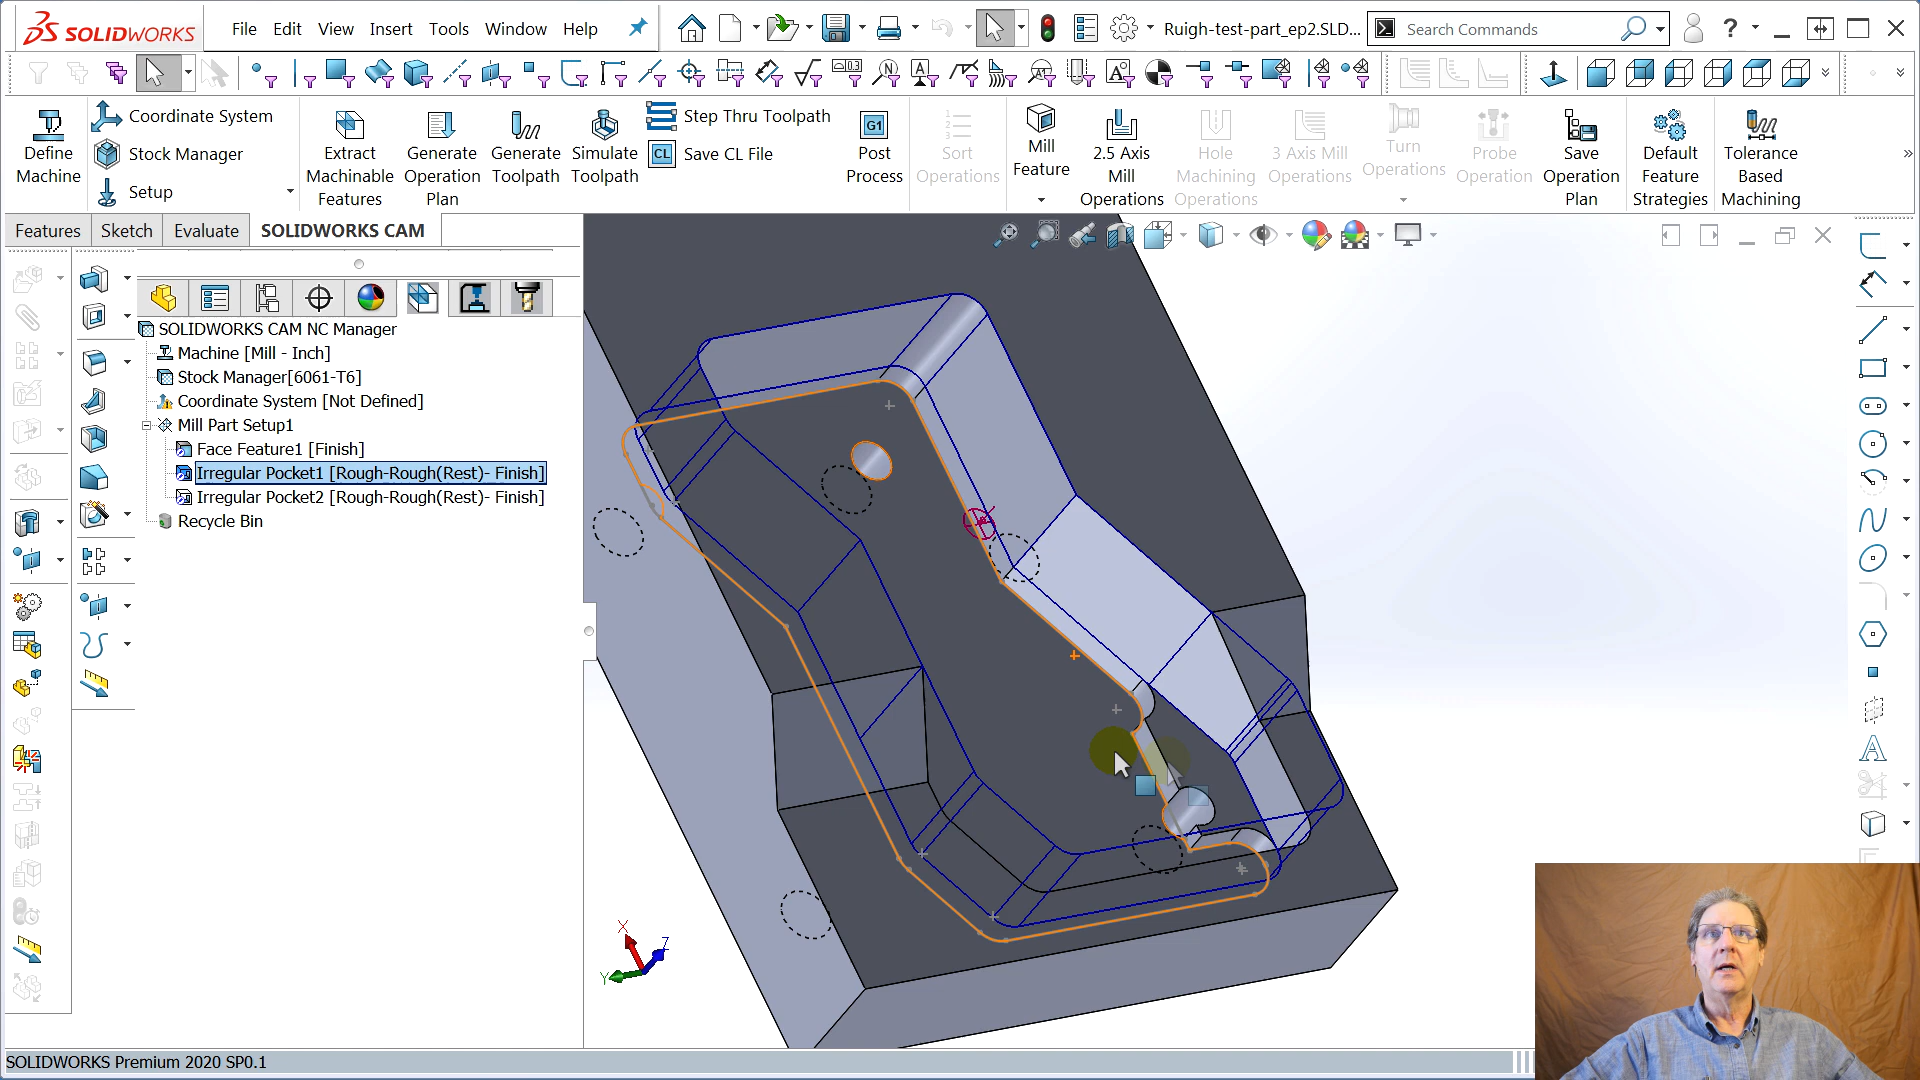 SOLIDWORKS
File Edit View Insert Tools Window Help
Ruigh-test-part_ep2.SLD...
Search Commands
Define Machine
Coordinate System
Stock Manager
Setup
Extract Machinable Features
Generate Operation Plan
Generate Toolpath
Simulate Toolpath
Step Thru Toolpath
CL Save CL File
G1 Post Process
Sort Operations
Mill Feature
2.5 Axis Mill Operations
Hole Machining Operations
3 Axis Mill Operations
Turn Operations
Probe Operation
Save Operation Plan
Default Feature Strategies
Tolerance Based Machining
Features Sketch Evaluate SOLIDWORKS CAM
SOLIDWORKS CAM NC Manager
Machine [Mill - Inch]
Stock Manager[6061-T6]
Coordinate System [Not Defined]
Mill Part Setup1
Face Feature1 [Finish]
Irregular Pocket1 [Rough-Rough(Rest)- Finish]
Irregular Pocket2 [Rough-Rough(Rest)- Finish]
Recycle Bin
X
Z
Y
SOLIDWORKS Premium 2020 SP0.1